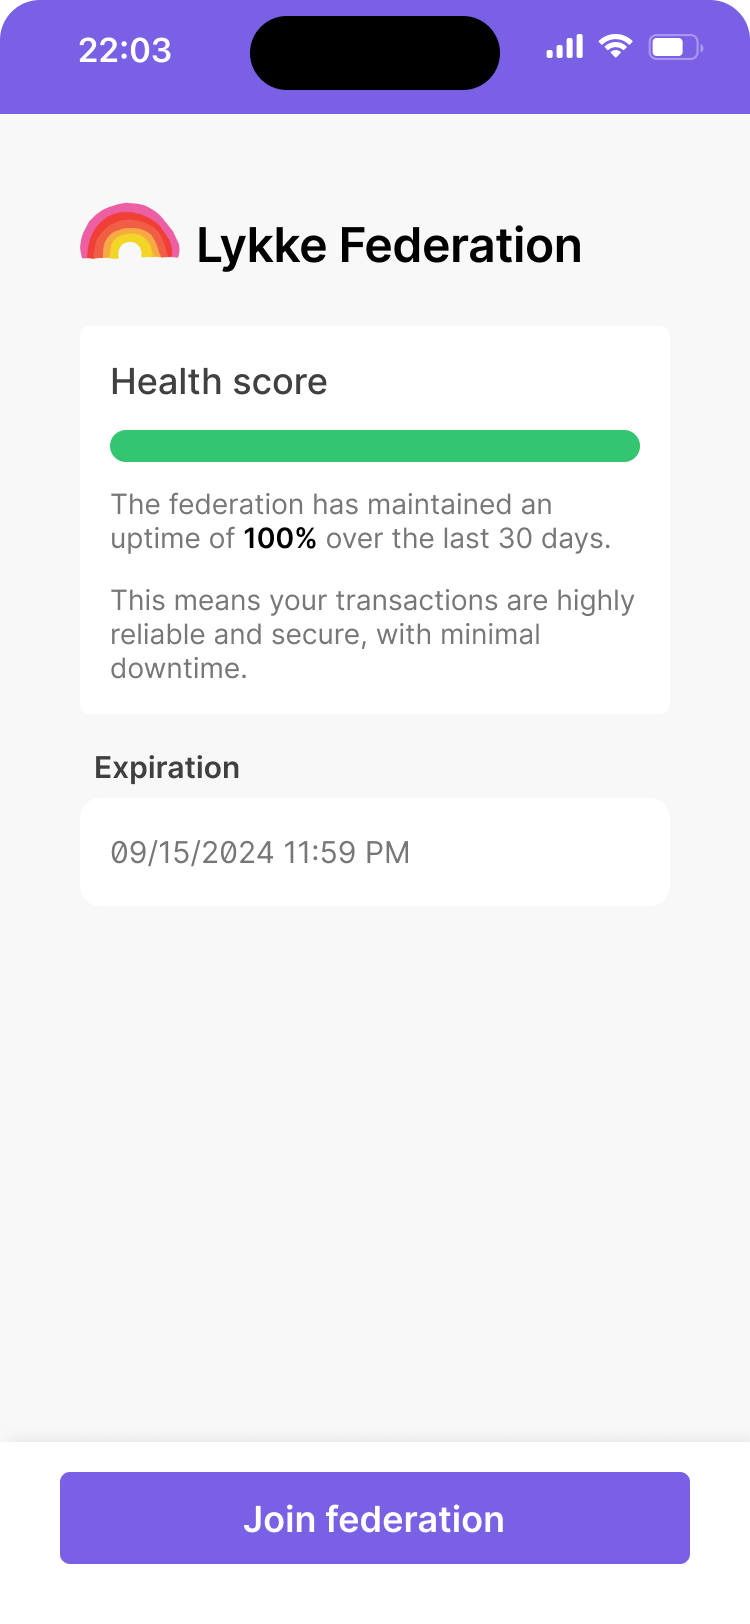 22:03
Lykke Federation
Health score
The federation has maintained an
uptime of 100% over the last 30 days.
This means your transactions are highly
reliable and secure, with minimal
downtime.
Expiration
09/15/2024 11:59 PM
Join federation